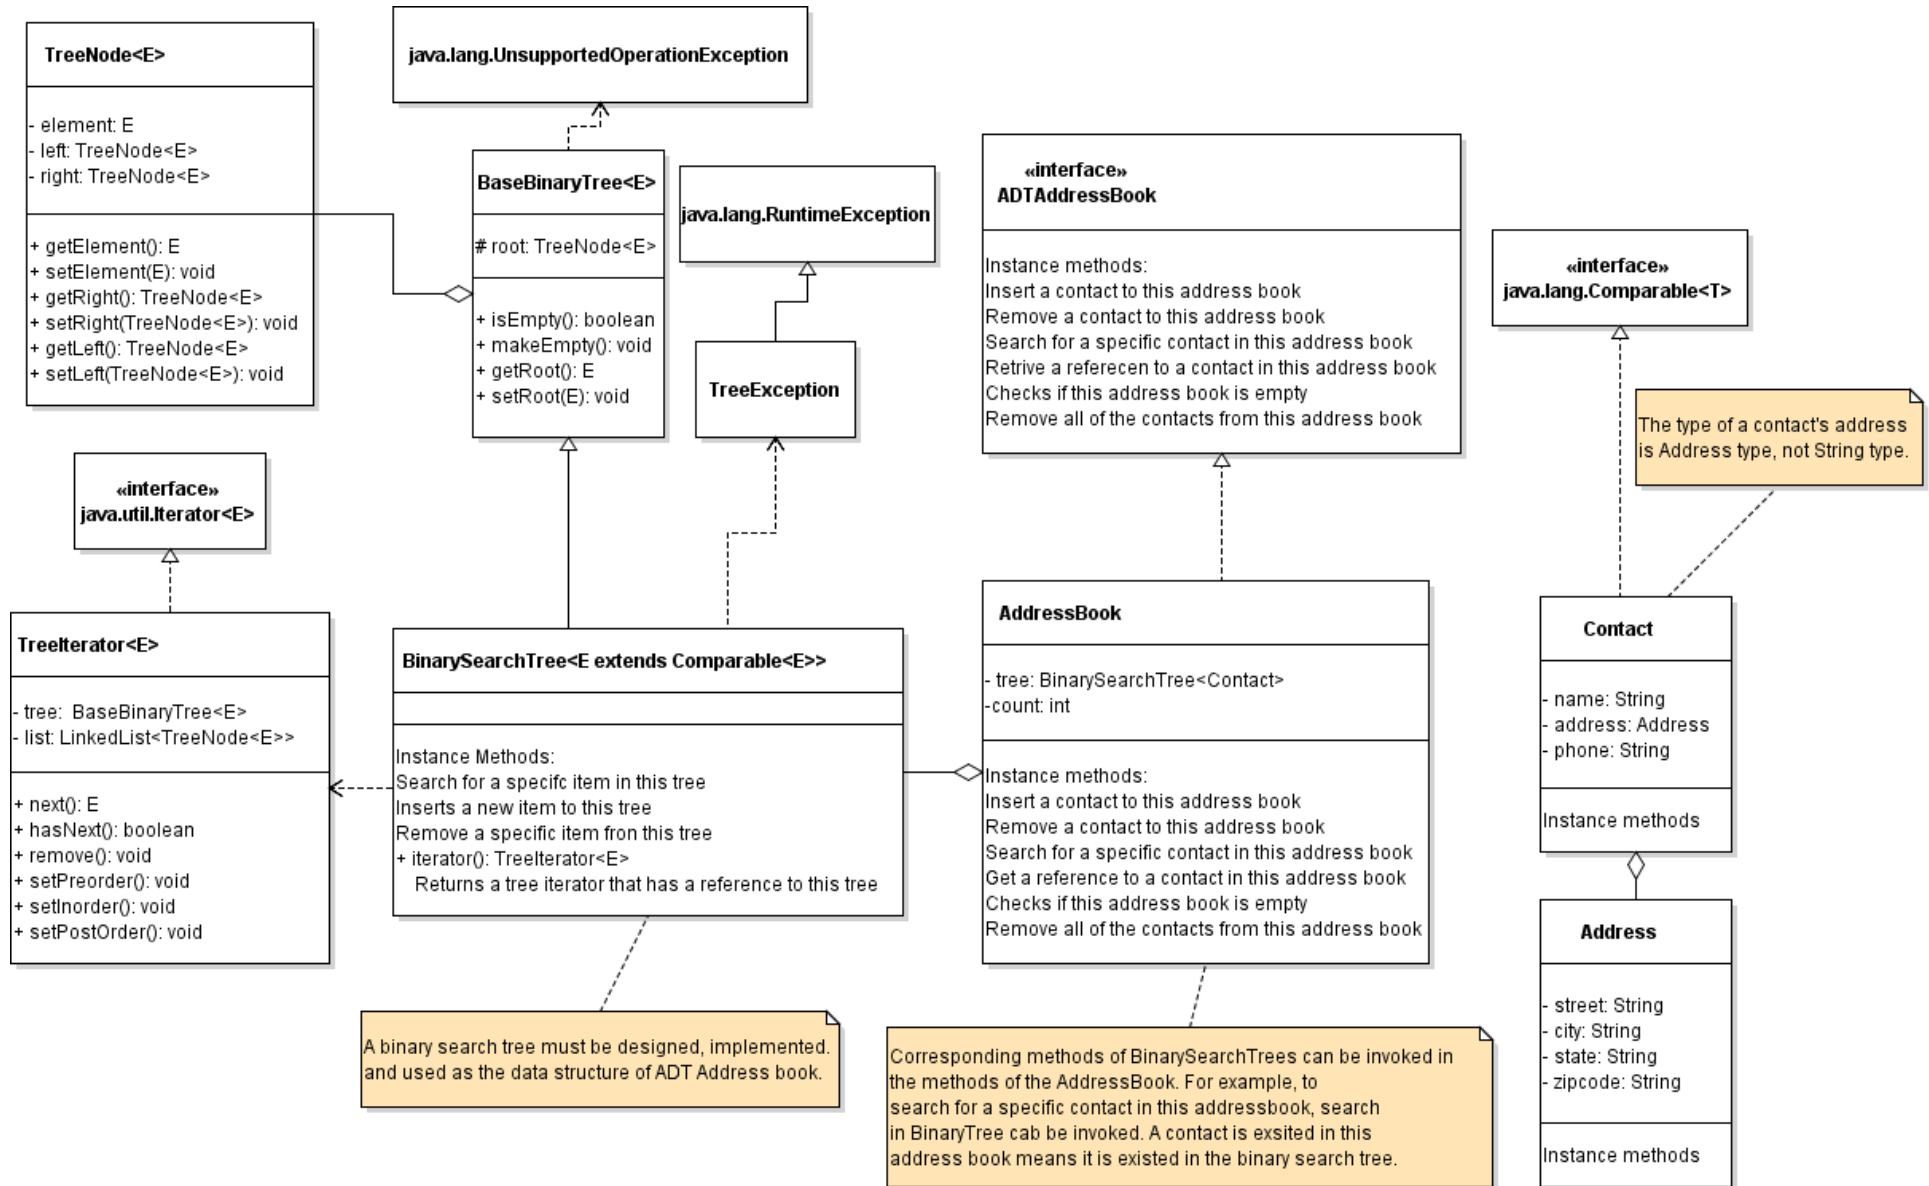 TreeNode<E>
- element: E
- left: TreeNode<E>
- right: TreeNode<E>
+ getElement(): E
+ setElement(E): void
+ getRight(): TreeNode<E>
+ setRight(TreeNode<E>): void
+ getLeft(): TreeNode<E>
+ setLeft(TreeNode<E>): void
java.lang.UnsupportedOperationException
BaseBinaryTree<E>
# root: TreeNode<E>
+ isEmpty(): boolean
+ makeEmpty(): void
+ getRoot(): E
+ setRoot(E): void
java.lang.RuntimeException
TreeException
«interface»
ADTAddressBook
Instance methods:
Insert a contact to this address book
Remove a contact to this address book
Search for a specific contact in this address book
Retrive a referecen to a contact in this address book
Checks if this address book is empty
Remove all of the contacts from this address book
«interface»
java.lang.Comparable<T>
The type of a contact's address
is Address type, not String type.
«interface»
java.util.Iterator<E>
TreeIterator<E>
- tree:  BaseBinaryTree<E>
- list: LinkedList<TreeNode<E>>
+ next(): E
+ hasNext(): boolean
+ remove(): void
+ setPreorder(): void
+ setInorder(): void
+ setPostOrder(): void
BinarySearchTree<E extends Comparable<E>>
Instance Methods:
Search for a specifc item in this tree
Inserts a new item to this tree
Remove a specific item fron this tree
+ iterator(): TreeIterator<E>
Returns a tree iterator that has a reference to this tree
AddressBook
- tree: BinarySearchTree<Contact>
-count: int
Instance methods:
Insert a contact to this address book
Remove a contact to this address book
Search for a specific contact in this address book
Get a reference to a contact in this address book
Checks if this address book is empty
Remove all of the contacts from this address book
Contact
- name: String
- address: Address
- phone: String
Instance methods
Address
- street: String
- city: String
- state: String
- zipcode: String
Instance methods
A binary search tree must be designed, implemented.
and used as the data structure of ADT Address book.
Corresponding methods of BinarySearchTrees can be invoked in
the methods of the AddressBook. For example, to
search for a specific contact in this addressbook, search
in BinaryTree cab be invoked. A contact is exsited in this
address book means it is existed in the binary search tree.